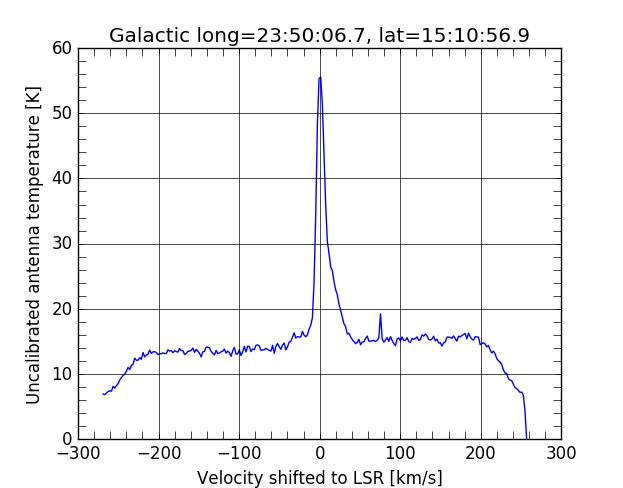 Galactic long=23:50:06.7, lat=15:10:56.9
60
50
40
30
20
10
0
Uncalibrated antenna temperature [K]
−300 −200 −100 0 100 200 300
Velocity shifted to LSR [km/s]